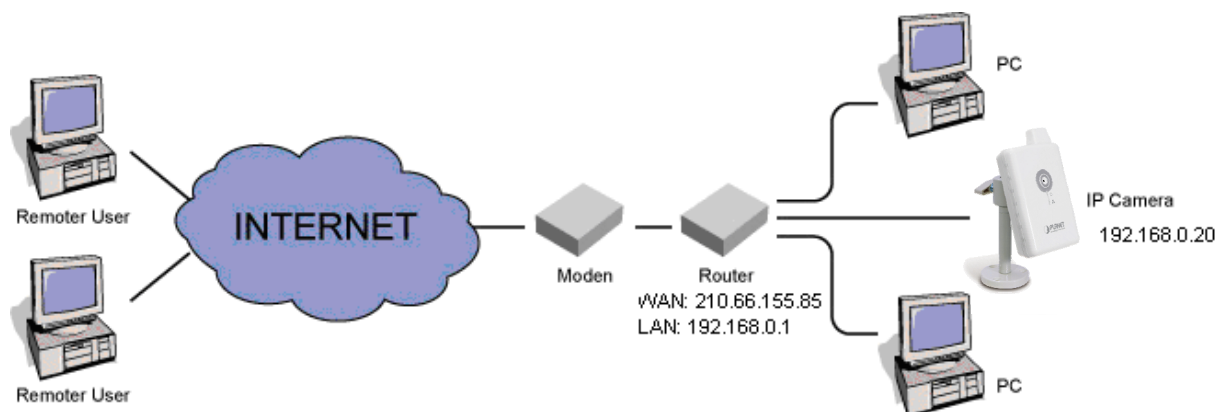 PC
Remoter User
INTERNET
Moden
Router
WAN: 210.66.155.85
LAN: 192.168.0.1
IP Camera
192.168.0.20
PLANET
Remoter User
PC